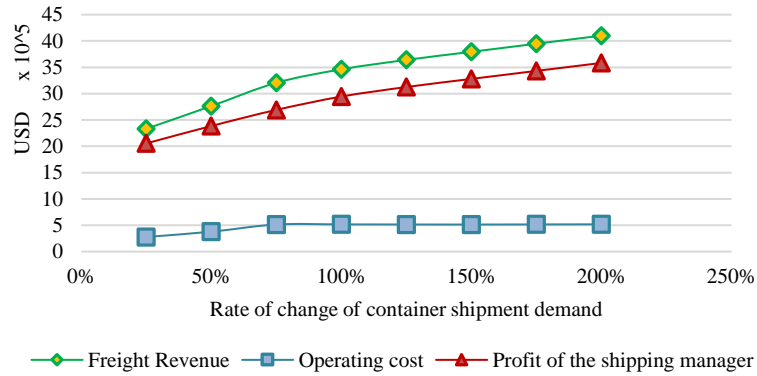 45
40
35
30
25
20
15
10
5
0
USD x 10^5
0% 50% 100% 150% 200% 250%
Rate of change of container shipment demand
Freight Revenue Operating cost Profit of the shipping manager